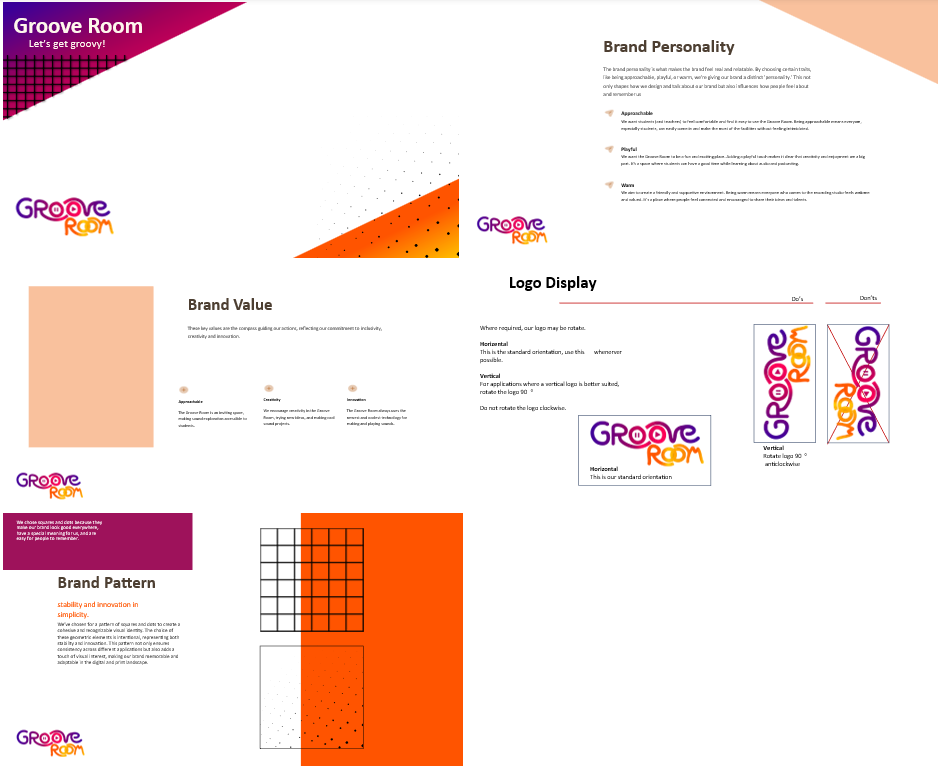 Groove Room
Let's get groovy!
GROOVE
ROOM
Brand Personality
The brand personality is what makes the brand feel real and relatable. By choosing certain traits,
like being approachable, playful, or warm, we're giving our brand a distinct 'personality.' This not
only shapes how we design and talk about our brand but also influences how people feel about
and remember us
Approachable
We want students (and teachers) to feel comfortable and find it easy to use the Groove Room. Being approachable means everyone,
especially students, can easily come in and make the most of the facilities without feeling intimidated.
Playful
We want the Groove Room to be a fun and exciting place. Adding a playful touch makes it clear that creativity and enjoyment are a big
part. It's a space where students can have a good time while learning about audio and podcasting.
Warm
We aim to create a friendly and supportive environment. Being warm means everyone who comes to the recording studio feels welcome
and valued. It's a place where people feel connected and encouraged to share their ideas and talents
GROOVE
ROOM
Brand Value
These key values are the compass guiding our actions, reflecting our commitment to inclusivity,
creativity and innovation.
Approachable
The Groove Room is an inviting space,
making sound exploration accessible to
students.
Creativity
We encourage creativity in the Groove
Room, trying new ideas, and making cool
sound projects.
Innovation
The Groove Room always uses the
newest and coolest technology for
making and playing sounds.
GROOVE
ROOM
Logo Display
Do's
Don'ts
Where required, our logo may be rotate.
Horizental
This is the standard orientation, use this whenerver
possible.
Vertical
For applications where a vertical logo is better suited,
rotate the logo 90 °
Do not rotate the logo clockwise.
GROOVE
ROOM
Horizontal
This is our standard orientation
GROOVE
ROOM
Vertical
Rotate logo 90 °
anticlockwise
GROOVE
ROOM
We chose squares and dots because they
make our brand look good everywhere,
have a special meaning for us, and are
easy for people to remember.
Brand Pattern
stability and innovation in
simplicity.
We've chosen for a pattern of squares and dots to create a
cohesive and recognizable visual identity. The choice of
these geometric elements is intentional, representing both
stability and innovation. This pattern not only ensures
consistency across different applications but also adds a
touch of visual interest, making our brand memorable and
adaptable in the digital and print landscape.
GROOVE
ROOM